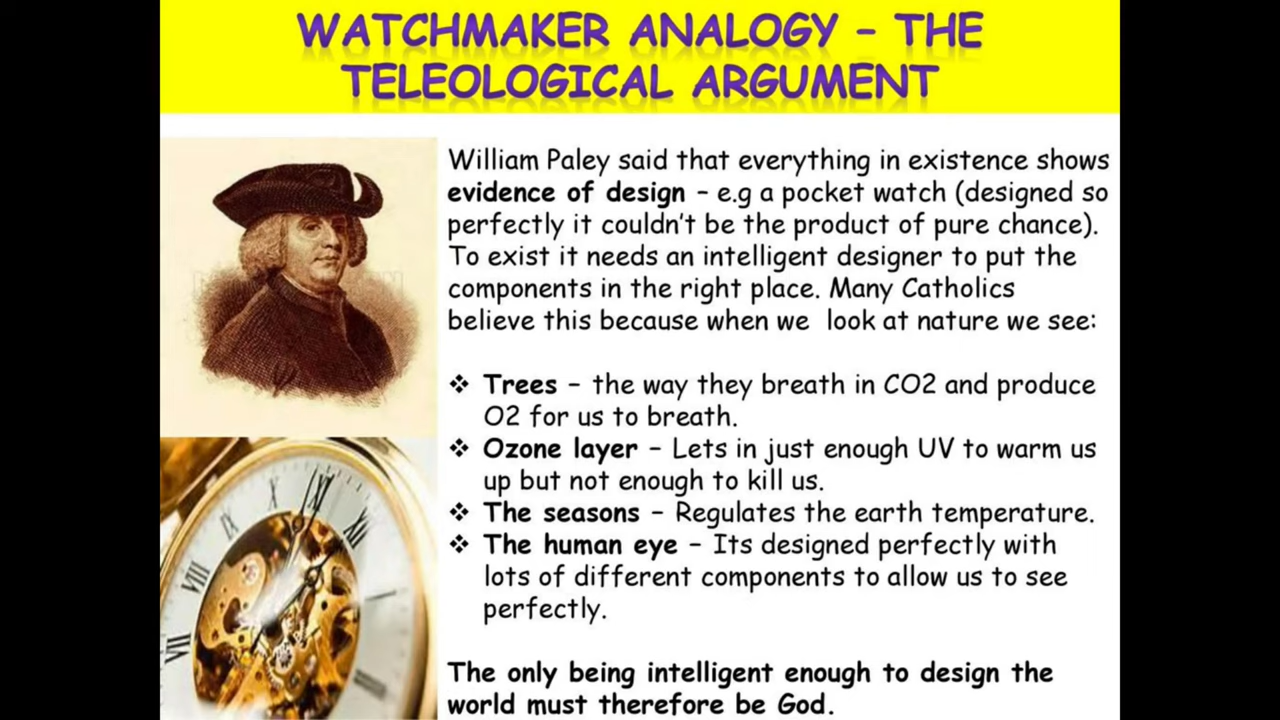 WATCHMAKER ANALOGY – THE
TELEOLOGICAL ARGUMENT
William Paley said that everything in existence shows
evidence of design – e.g a pocket watch (designed so
perfectly it couldn't be the product of pure chance).
To exist it needs an intelligent designer to put the
components in the right place. Many Catholics
believe this because when we look at nature we see:
❖ Trees – the way they breath in CO2 and produce
O2 for us to breath.
❖ Ozone layer – Lets in just enough UV to warm us
up but not enough to kill us.
❖ The seasons – Regulates the earth temperature.
❖ The human eye – Its designed perfectly with
lots of different components to allow us to see
perfectly.
The only being intelligent enough to design the
world must therefore be God.
X
XI
XII
IX
VIII
VII